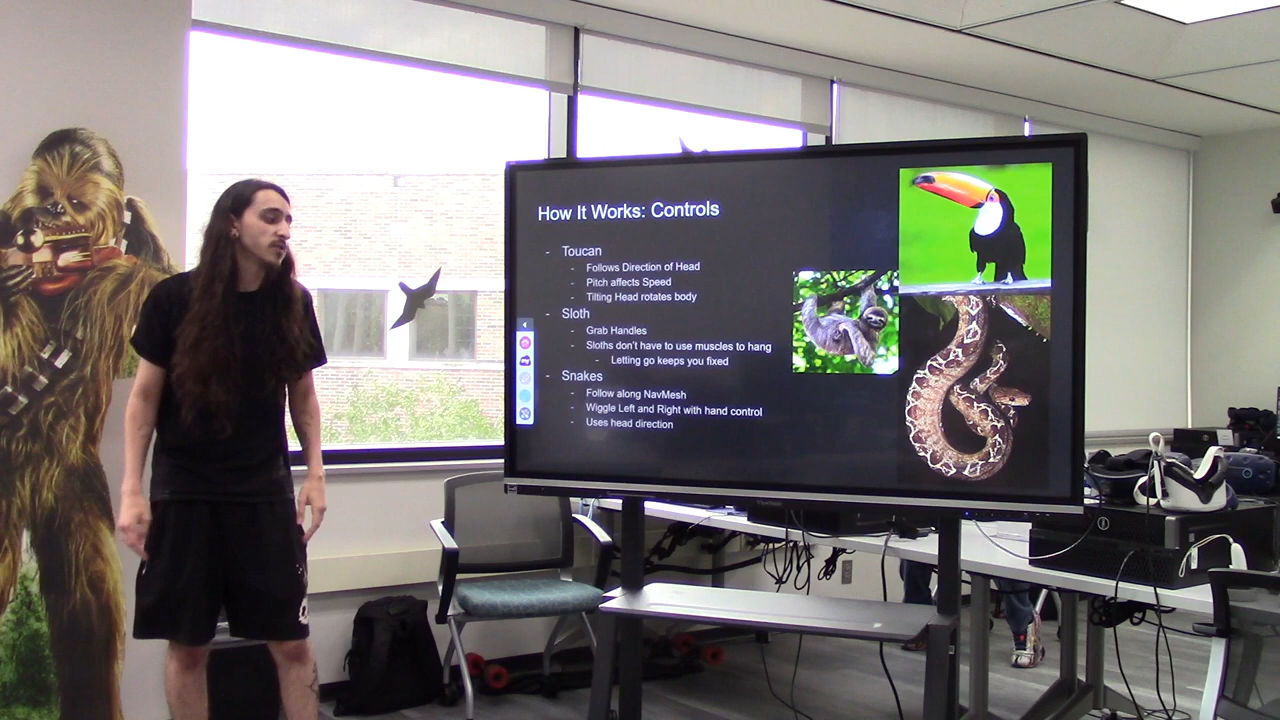 How It Works: Controls
- Toucan
- Follows Direction of Head
- Pitch affects Speed
- Tilting Head rotates body
- Sloth
- Grab Handles
- Sloths don't have to use muscles to hang
- Letting go keeps you fixed
- Snakes
- Follow along NavMesh
- Wiggle Left and Right with hand control
- Uses head direction
ViewSonic